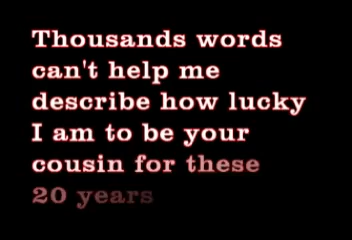 Thousands words
can't help me
describe how lucky
I am to be your
cousin for these
20 years